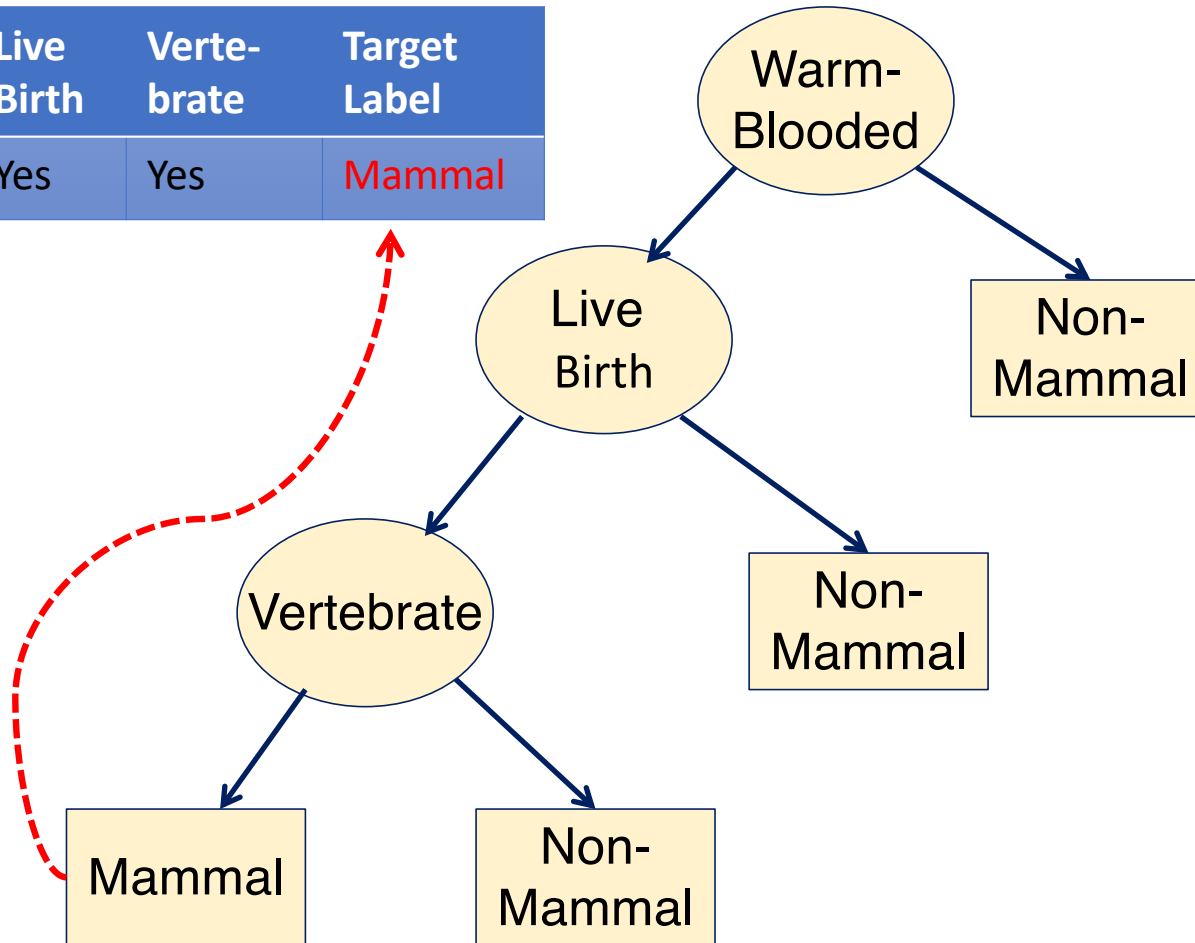 Live Verte- Target
Birth brate Label
Yes Yes Mammal
Warm-
Blooded
Live
Birth
Non-
Mammal
Vertebrate
Non-
Mammal
Mammal
Non-
Mammal